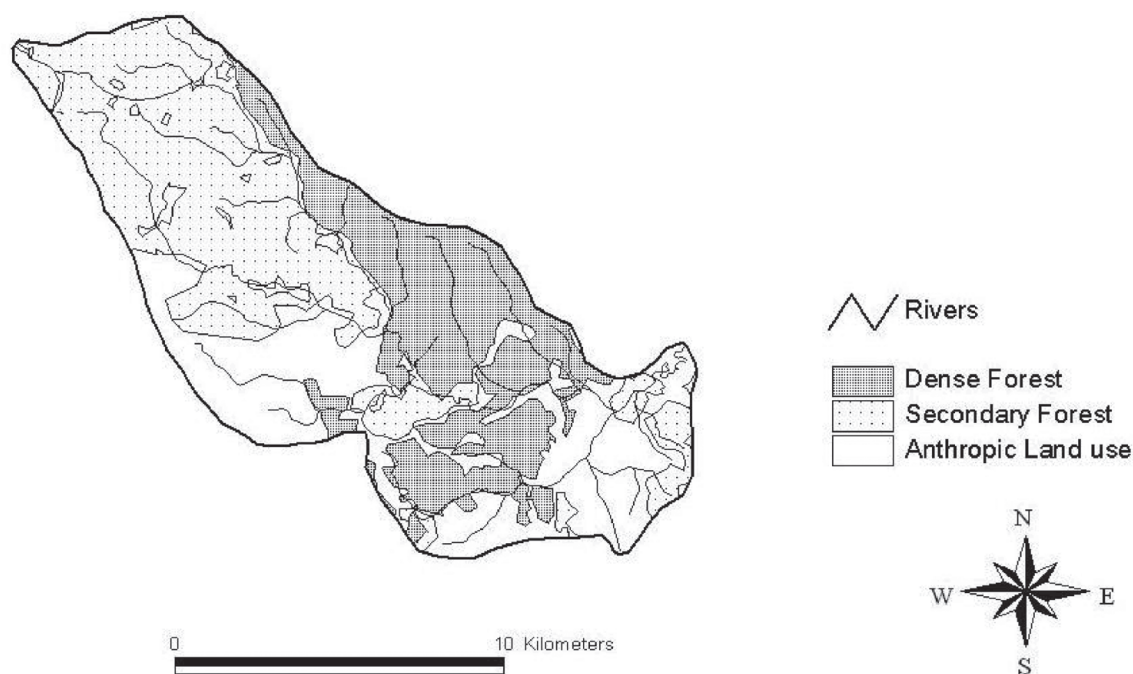 Rivers
Dense Forest
Secondary Forest
Anthropic Land use
N
W E
S
0 10 Kilometers